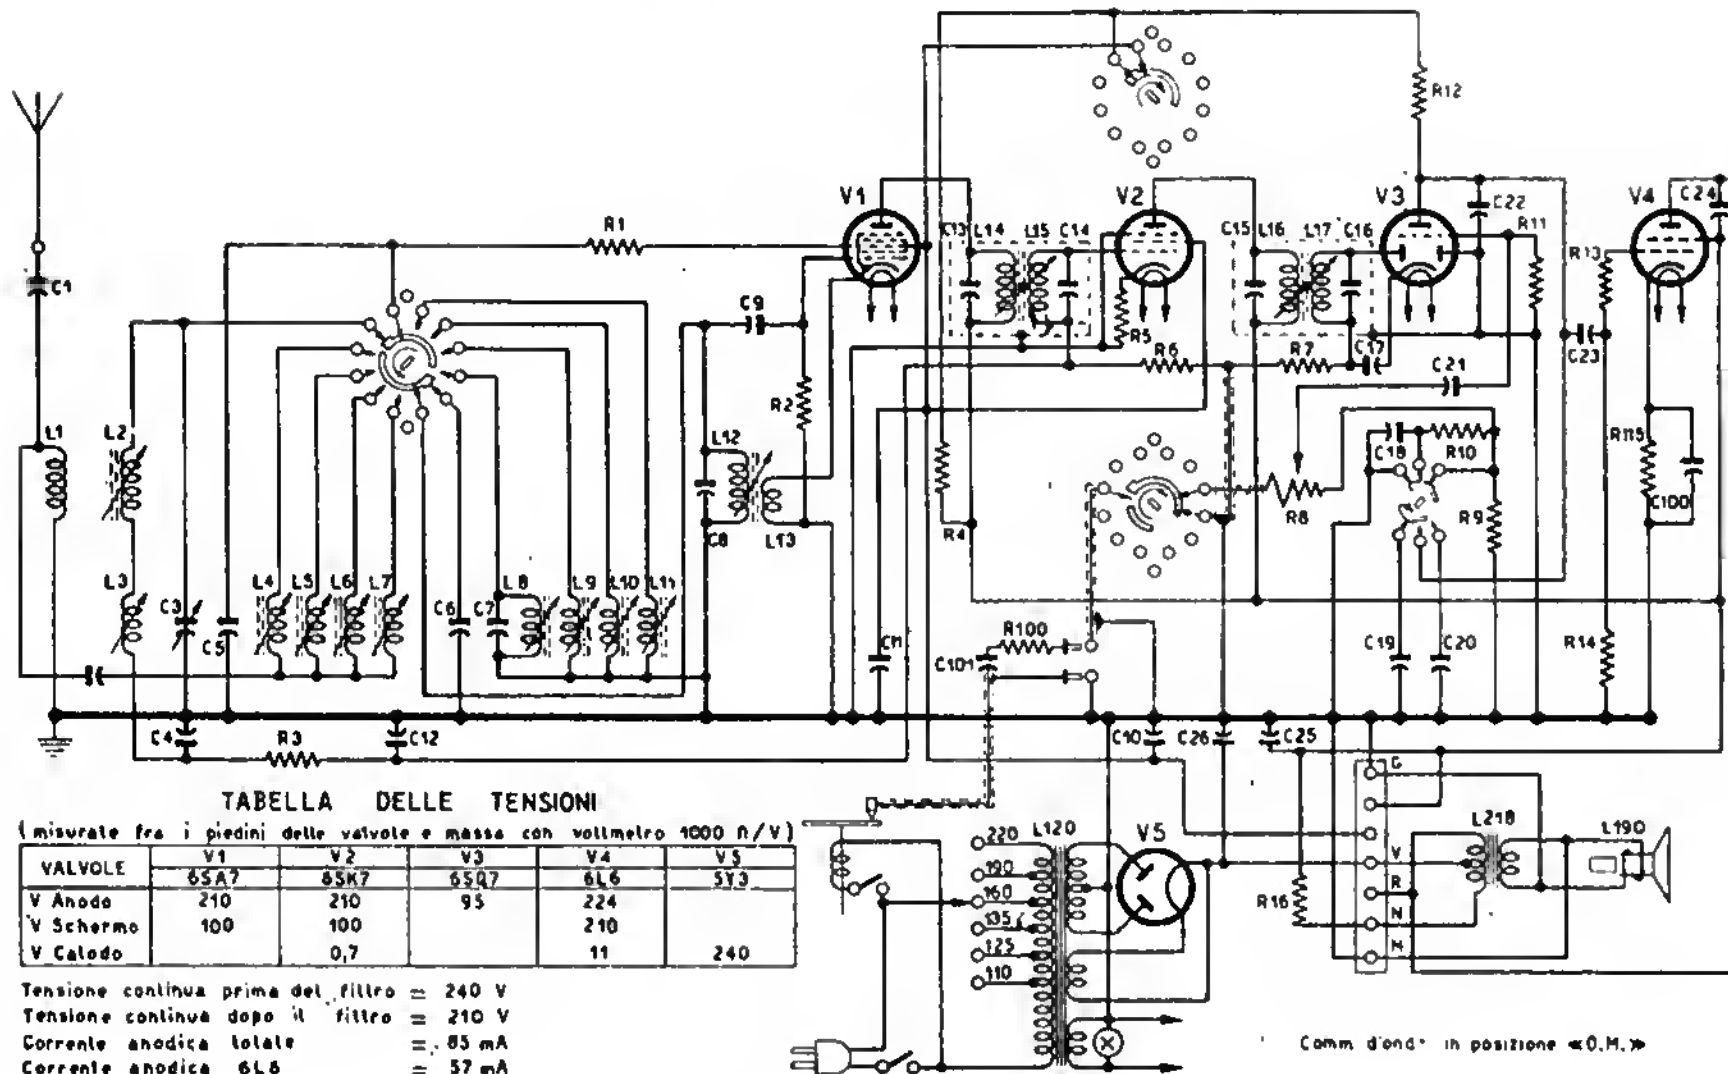 R12
V1
V2
V3
V4
C24
C22
R11
R1
C13
L14
L15
C14
C15
L16
L17
C16
R13
C1
C9
R5
R6
R7
C17
C23
C21
R2
L1
L2
L12
C18
R10
R115
C100
C8
L13
R4
R8
R9
L3
C3
C5
L4
L5
L6
L7
C6
C7
L8
L9
L10
L11
R100
C101
C19
C20
R14
C4
R3
C12
C10
C26
C25
TABELLA DELLE TENSIONI
(misurate fra i piedini delle valvole e massa con voltmetro 1000 Ω/V)
VALVOLE V1 V2 V3 V4 V5
6SA7 6SK7 6SQ7 6L6 5Y3
V Anodo 210 210 95 224
V Schermo 100 100 210
V Catodo 0,7 11 240
Tensione continua prima del filtro = 240 V
Tensione continua dopo il filtro = 210 V
Corrente anodica totale = 85 mA
Corrente anodica 6L6 = 57 mA
220
190
160
135
125
110
L120
V5
R16
G
V
R
N
M
L218
L190
Comm d'onda in posizione «O.M.»